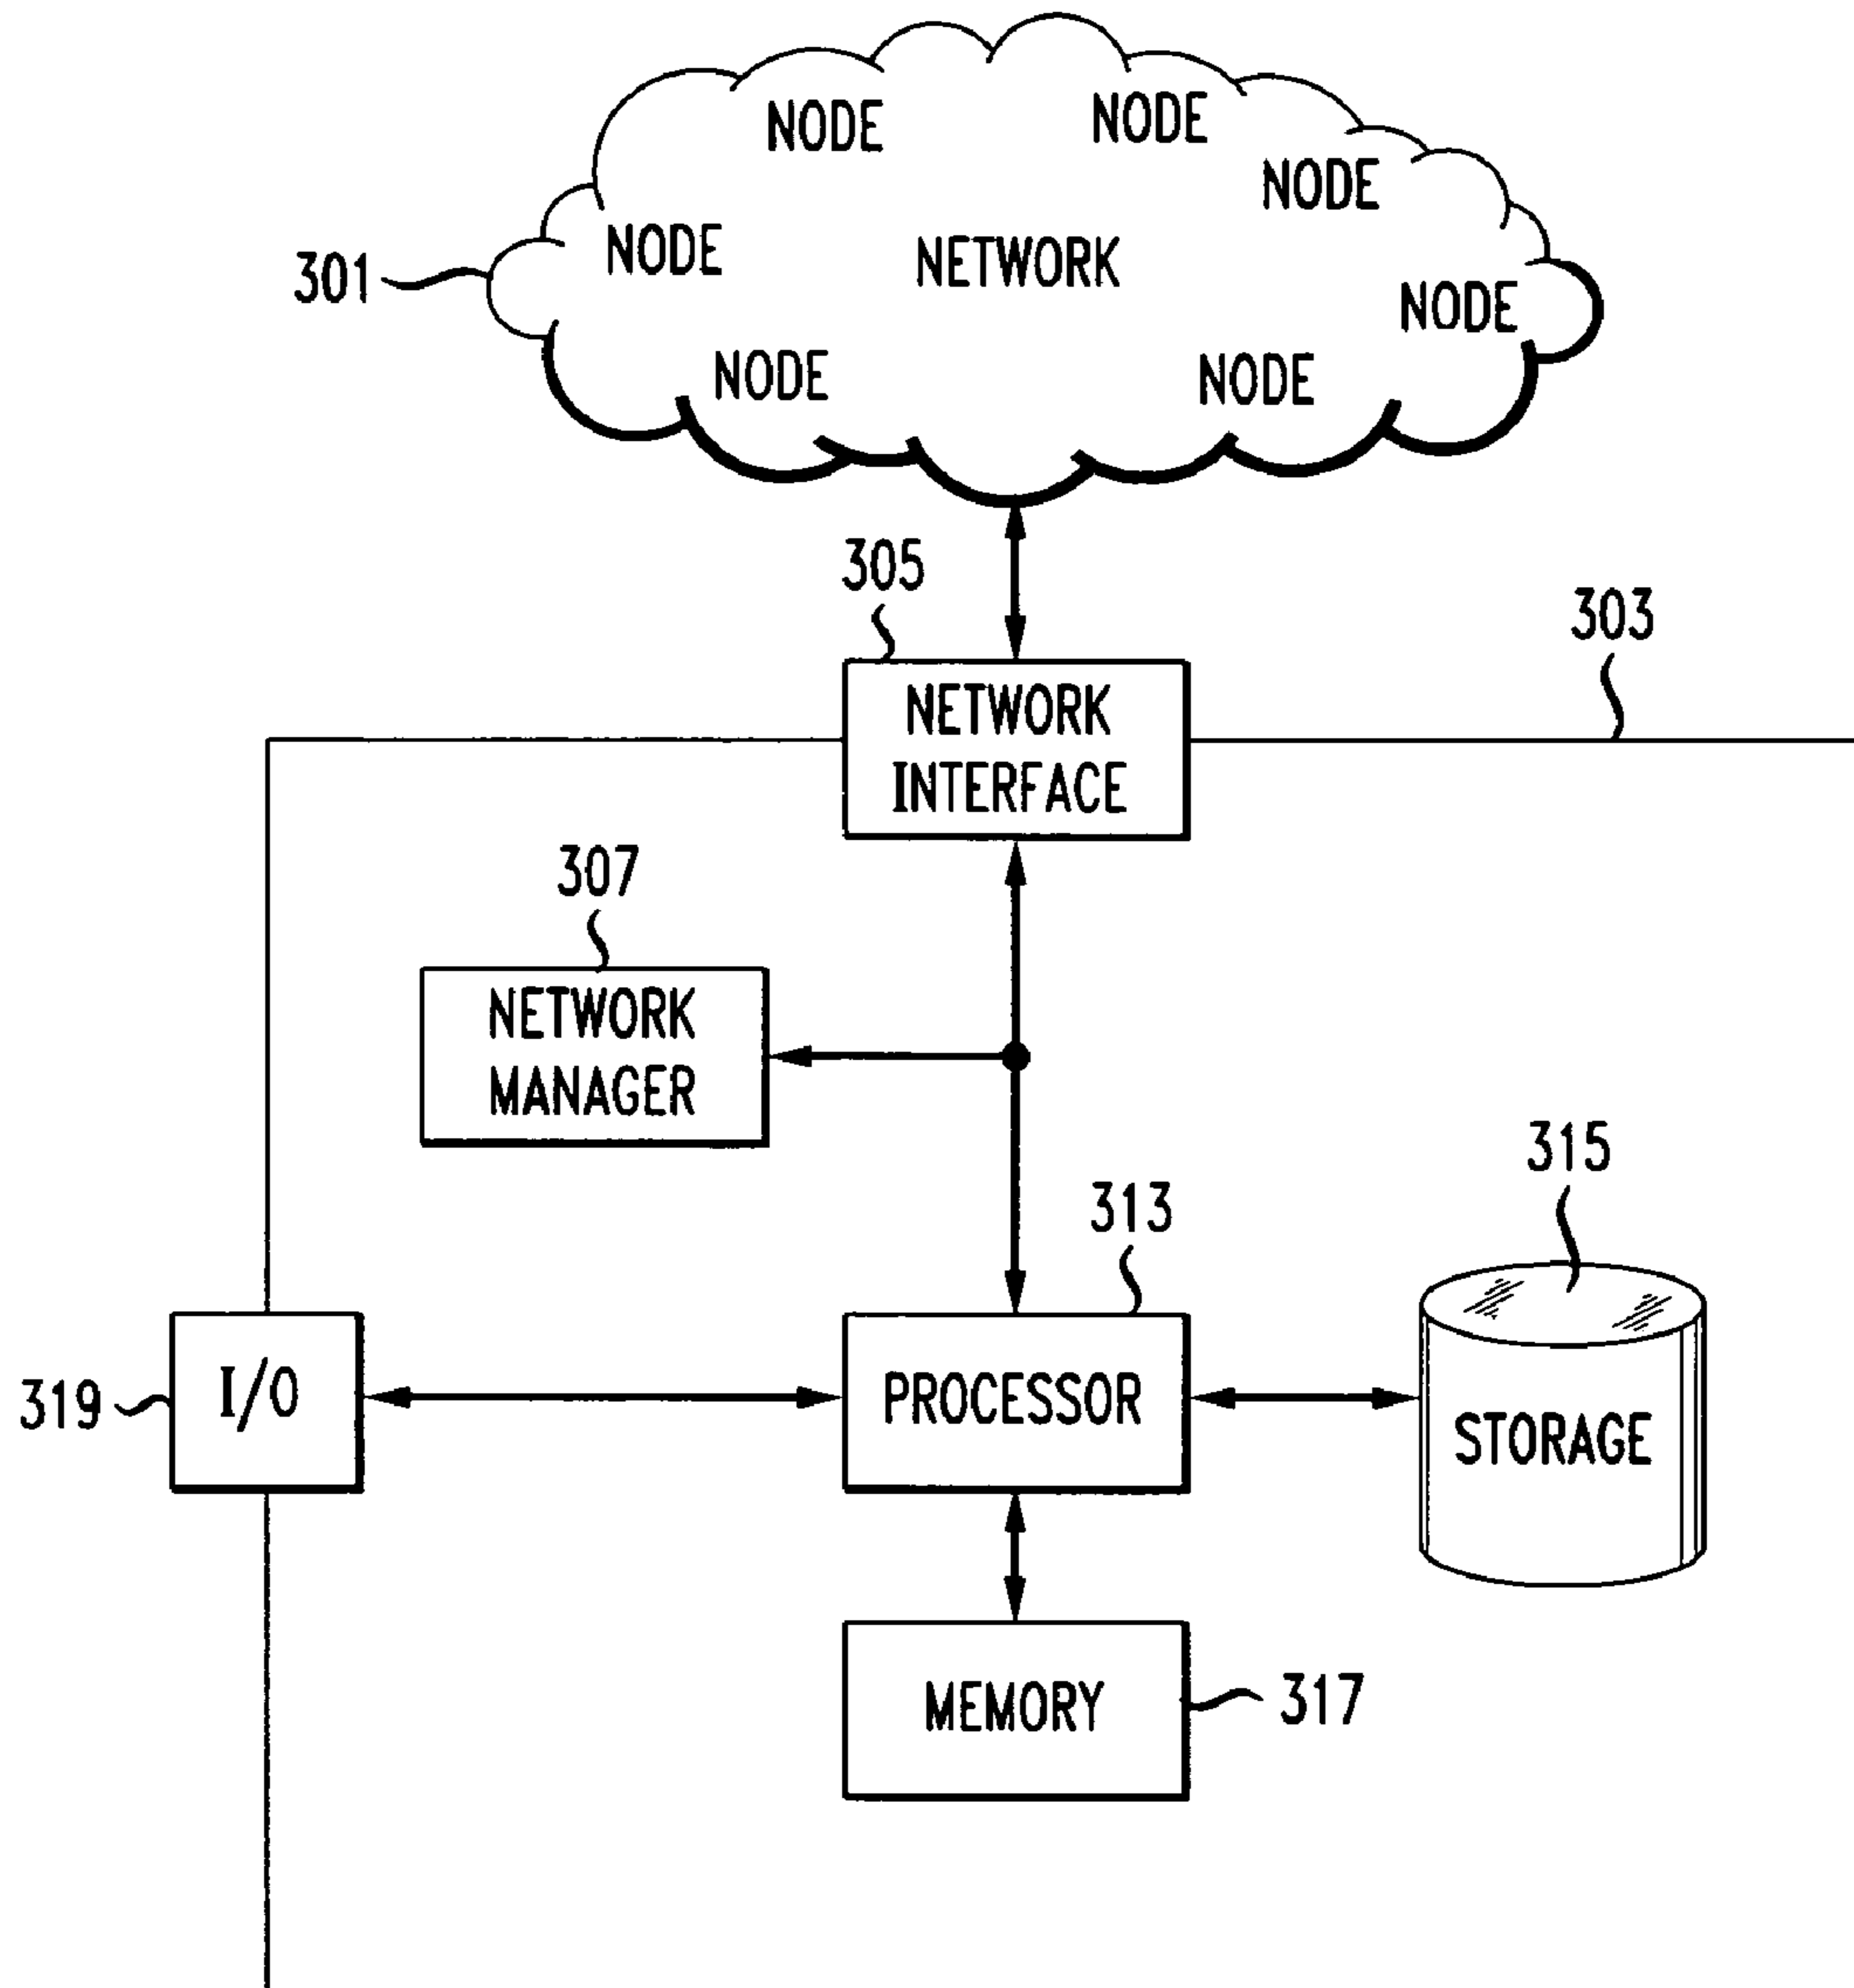 NODE
NODE
NODE
NODE
NETWORK
301
NODE
NODE
NODE
305
303
NETWORK
INTERFACE
307
NETWORK
MANAGER
315
313
I/O
PROCESSOR
319
STORAGE
MEMORY
317